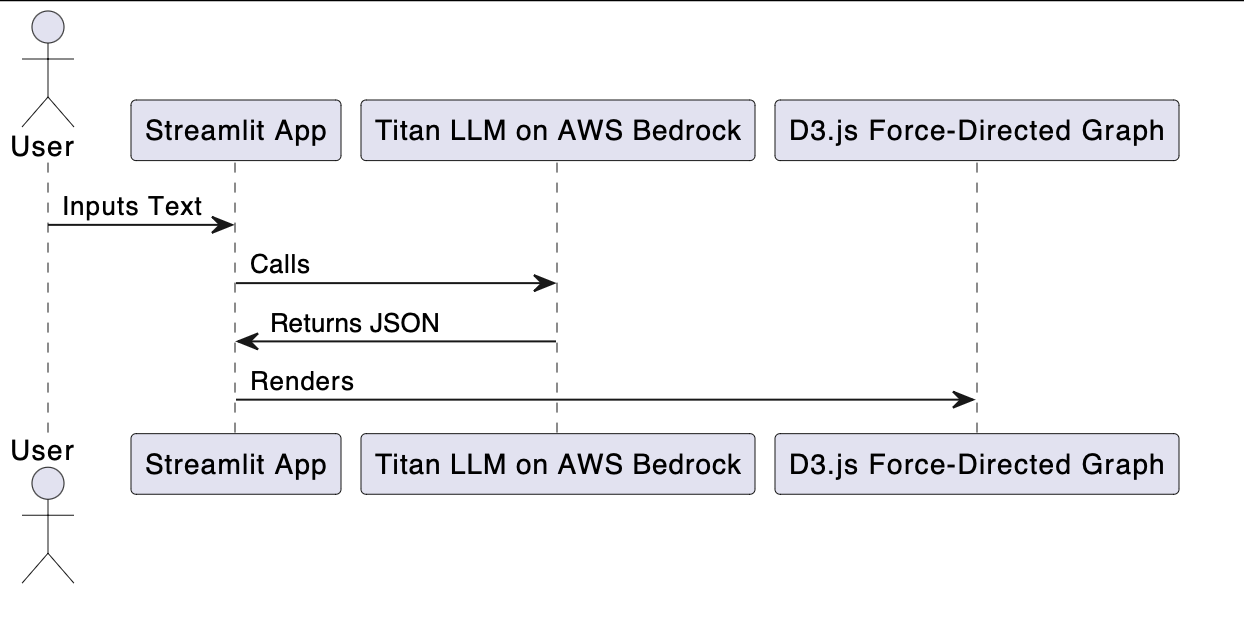 User
Streamlit App
Titan LLM on AWS Bedrock
D3.js Force-Directed Graph
Inputs Text
Calls
Returns JSON
Renders
User
Streamlit App
Titan LLM on AWS Bedrock
D3.js Force-Directed Graph